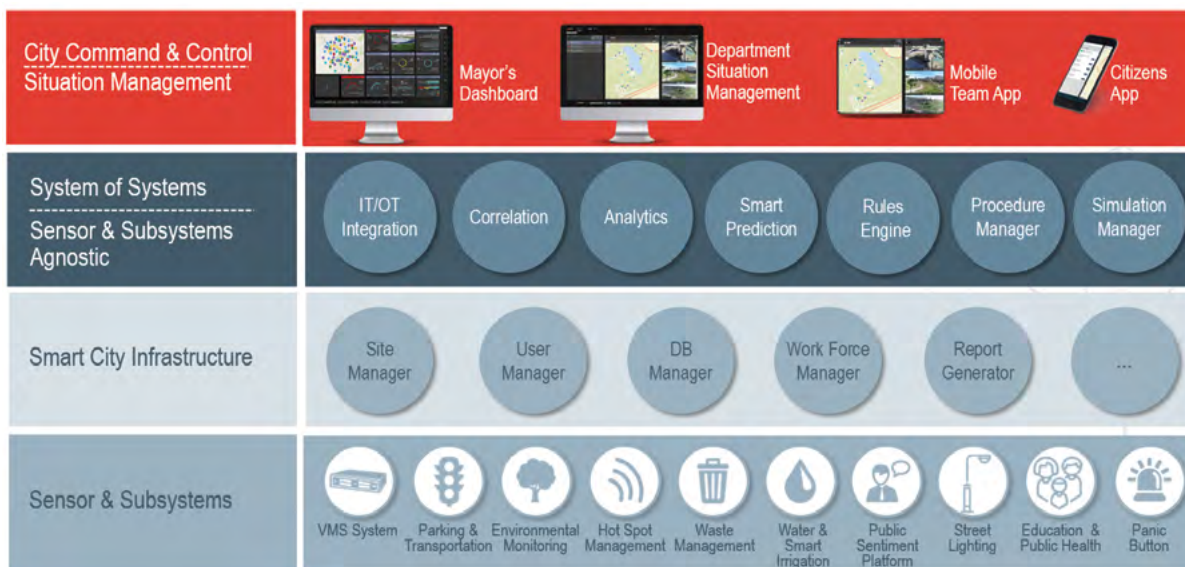 City Command & Control
Situation Management
Mayor's
Dashboard
Department
Situation
Management
Mobile
Team App
Citizens
App
System of Systems
Sensor & Subsystems
Agnostic
IT/OT
Integration
Correlation
Analytics
Smart
Prediction
Rules
Engine
Procedure
Manager
Simulation
Manager
Smart City Infrastructure
Site
Manager
User
Manager
DB
Manager
Work Force
Manager
Report
Generator
...
Sensor & Subsystems
VMS System
Parking &
Transportation
Environmental
Monitoring
Hot Spot
Management
Waste
Management
Water &
Smart
Irrigation
Public
Sentiment
Platform
Street
Lighting
Education &
Public Health
Panic
Button